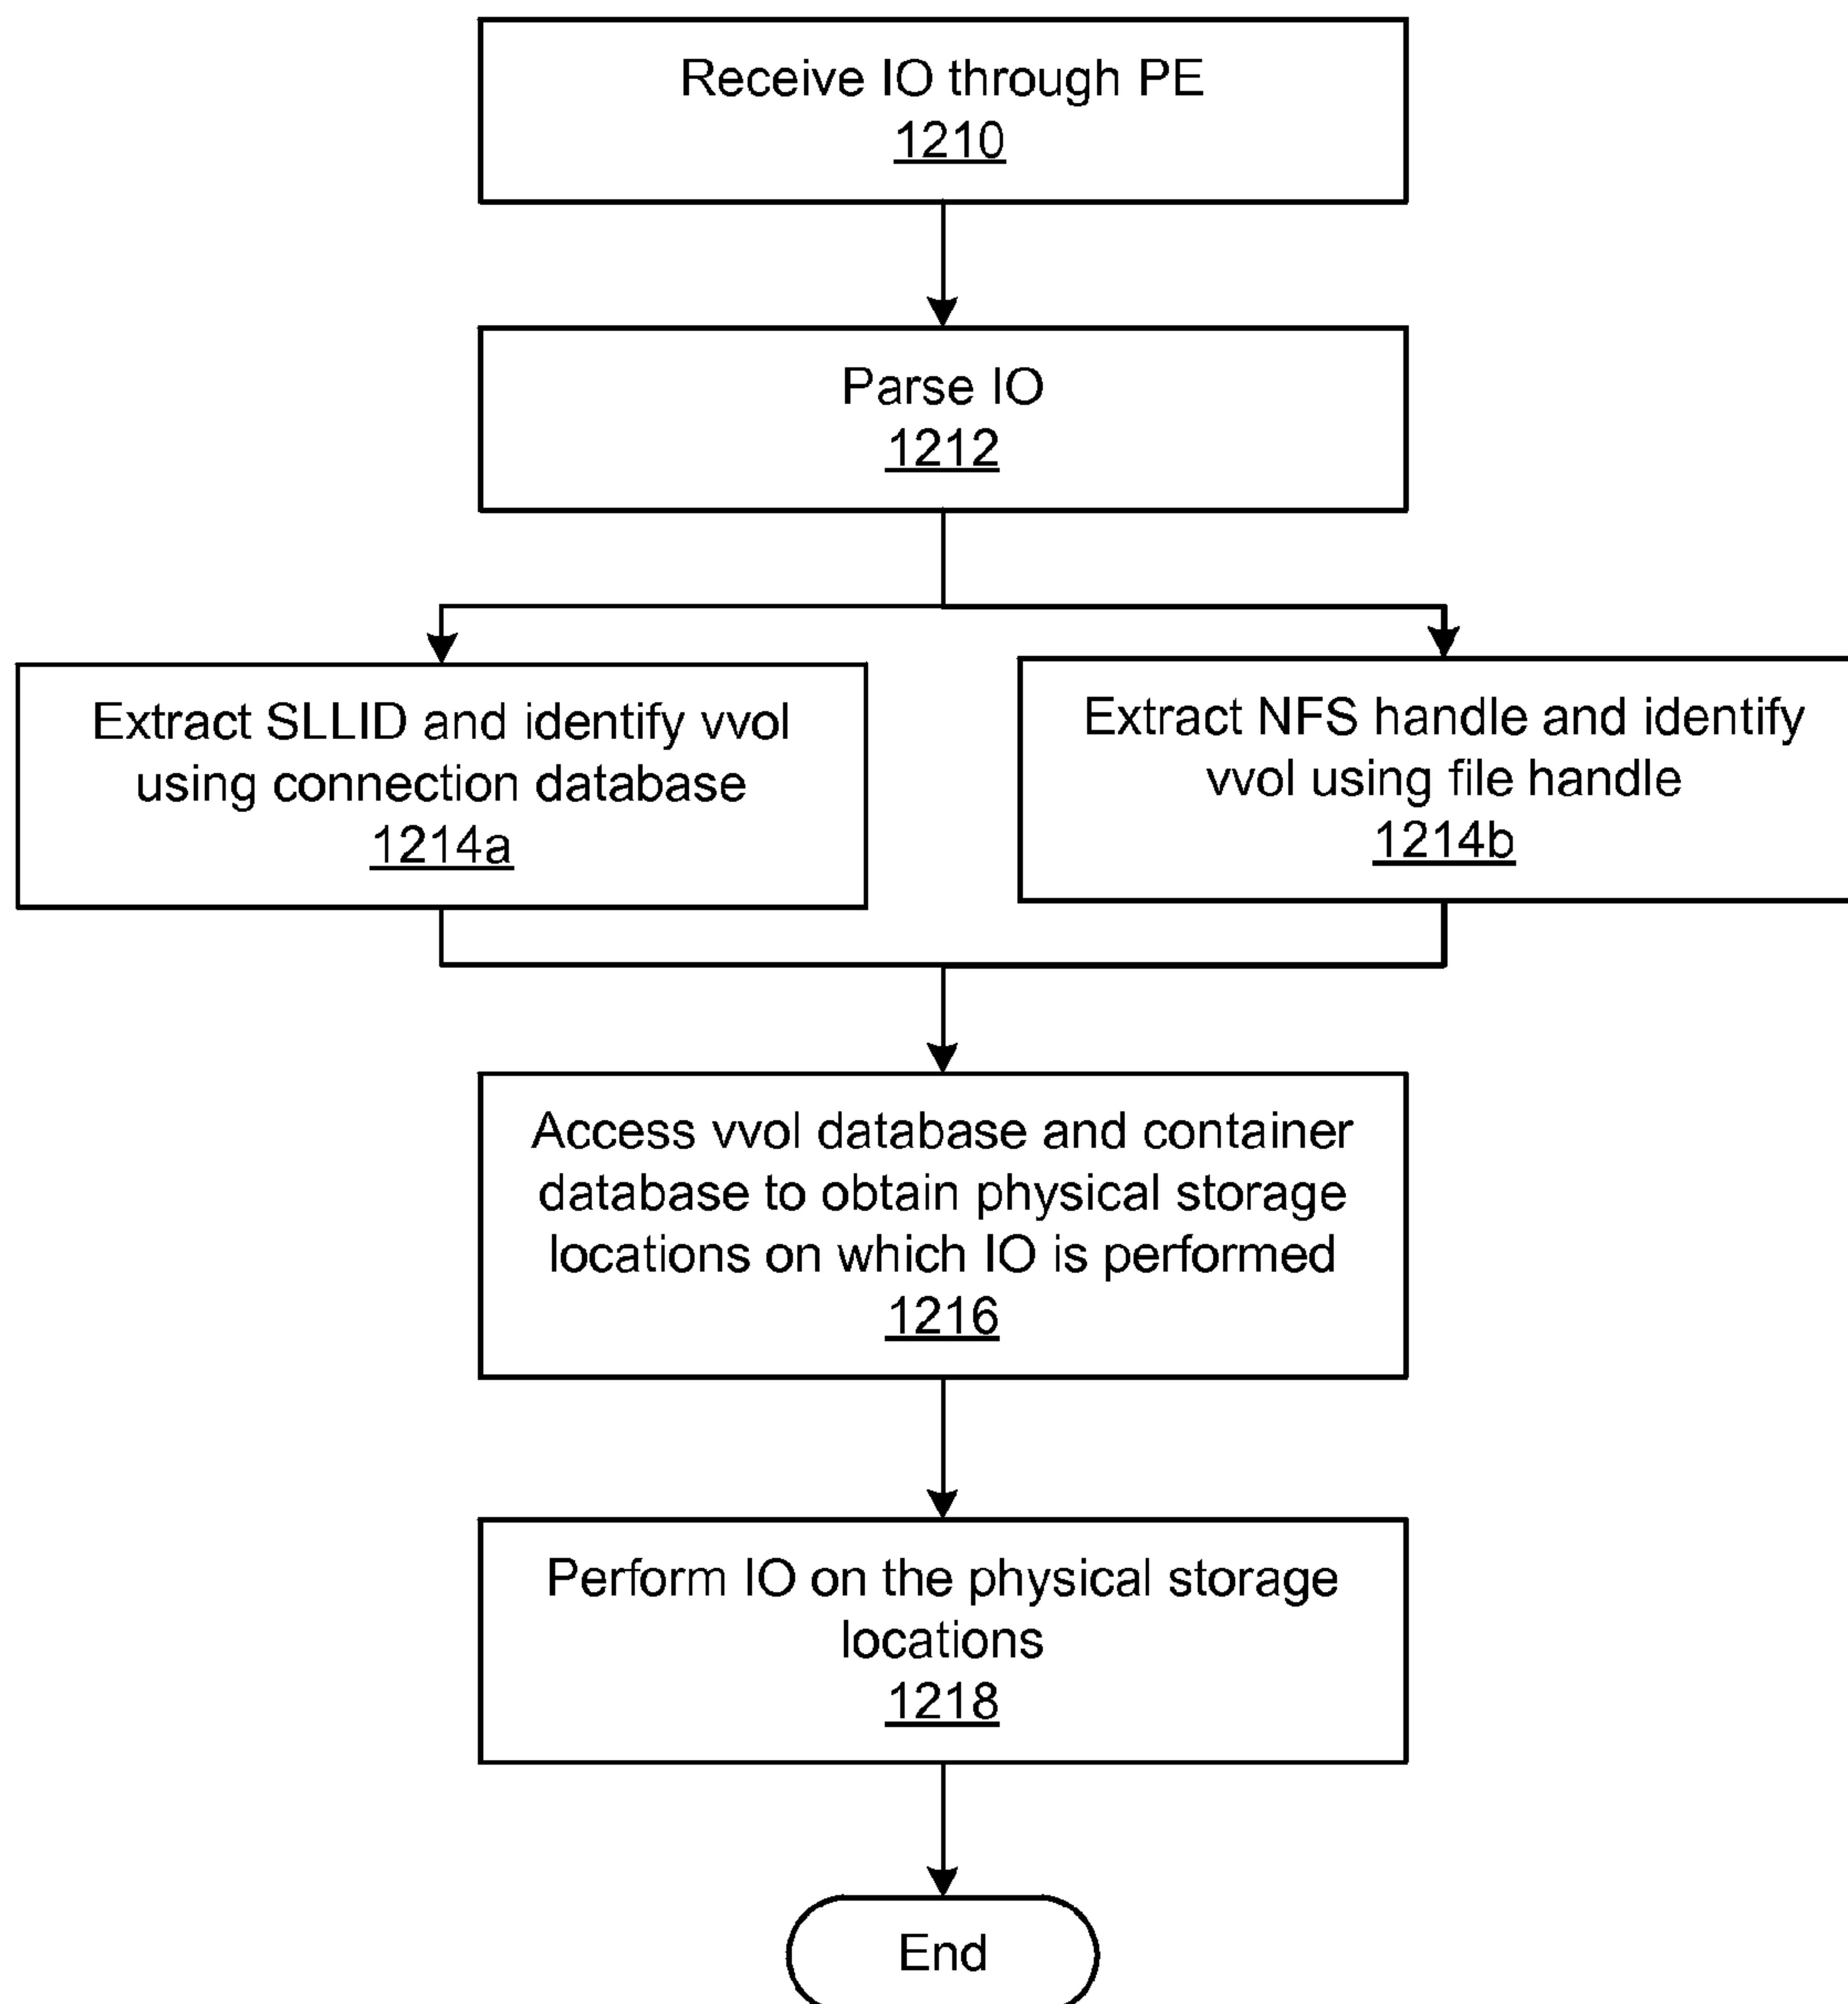 Receive IO through PE
1210
Parse IO
1212
Extract SLLID and identify vvol
using connection database
1214a
Extract NFS handle and identify
vvol using file handle
1214b
Access vvol database and container
database to obtain physical storage
locations on which IO is performed
1216
Perform IO on the physical storage
locations
1218
End